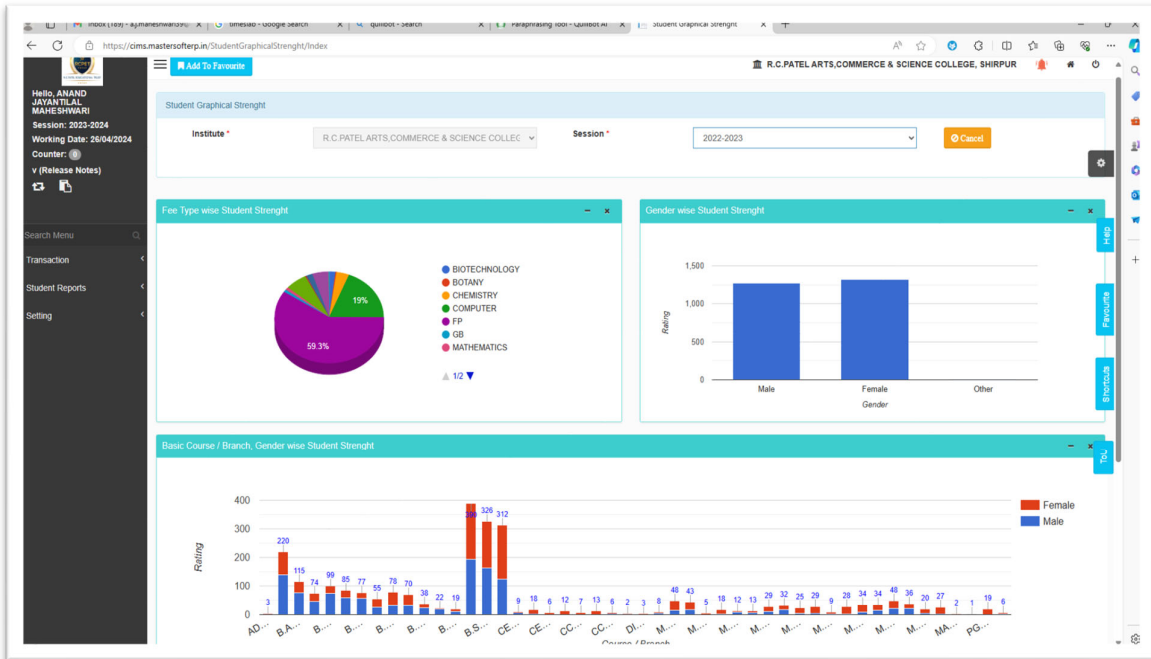 Inbox (189) - aj.maheshwari59
timeslab - Google Search
quillbot - Search
Paraphrasing Tool - QuillBot AI
Student Graphical Strenght
https://cims.mastersofterp.in/StudentGraphicalStrenght/Index
Add To Favourite
R.C.PATEL ARTS,COMMERCE & SCIENCE COLLEGE, SHIRPUR
Hello, ANAND
JAYANTILAL
MAHESHWARI
Session: 2023-2024
Working Date: 26/04/2024
Counter: 0
v (Release Notes)
Search Menu
Transaction
Student Reports
Setting
Student Graphical Strenght
Institute *
R.C.PATEL ARTS,COMMERCE & SCIENCE COLLEC
Session *
2022-2023
Cancel
Fee Type wise Student Strenght
19%
59.3%
BIOTECHNOLOGY
BOTANY
CHEMISTRY
COMPUTER
FP
GB
MATHEMATICS
1/2
Gender wise Student Strenght
1,500
1,000
500
0
Rating
Male Female Other
Gender
Help
Favourite
Shortcuts
ToL
Basic Course / Branch, Gender wise Student Strenght
400
300
200
100
0
Rating
3 220 115 74 99 85 77 55 78 70 38 22 19 326 312 9 18 6 12 7 13 6 2 3 8 48 43 5 18 12 13 29 32 25 29 9 28 34 34 48 36 20 27 2 1 19 6
Female
Male
AD... B.A... B.... B.... B.... B.... B.... B.S... CE... CE... CC... CC... DI... M.... M.... M.... M.... M.... M.... M.... M.... MA... PG...
Course / Branch